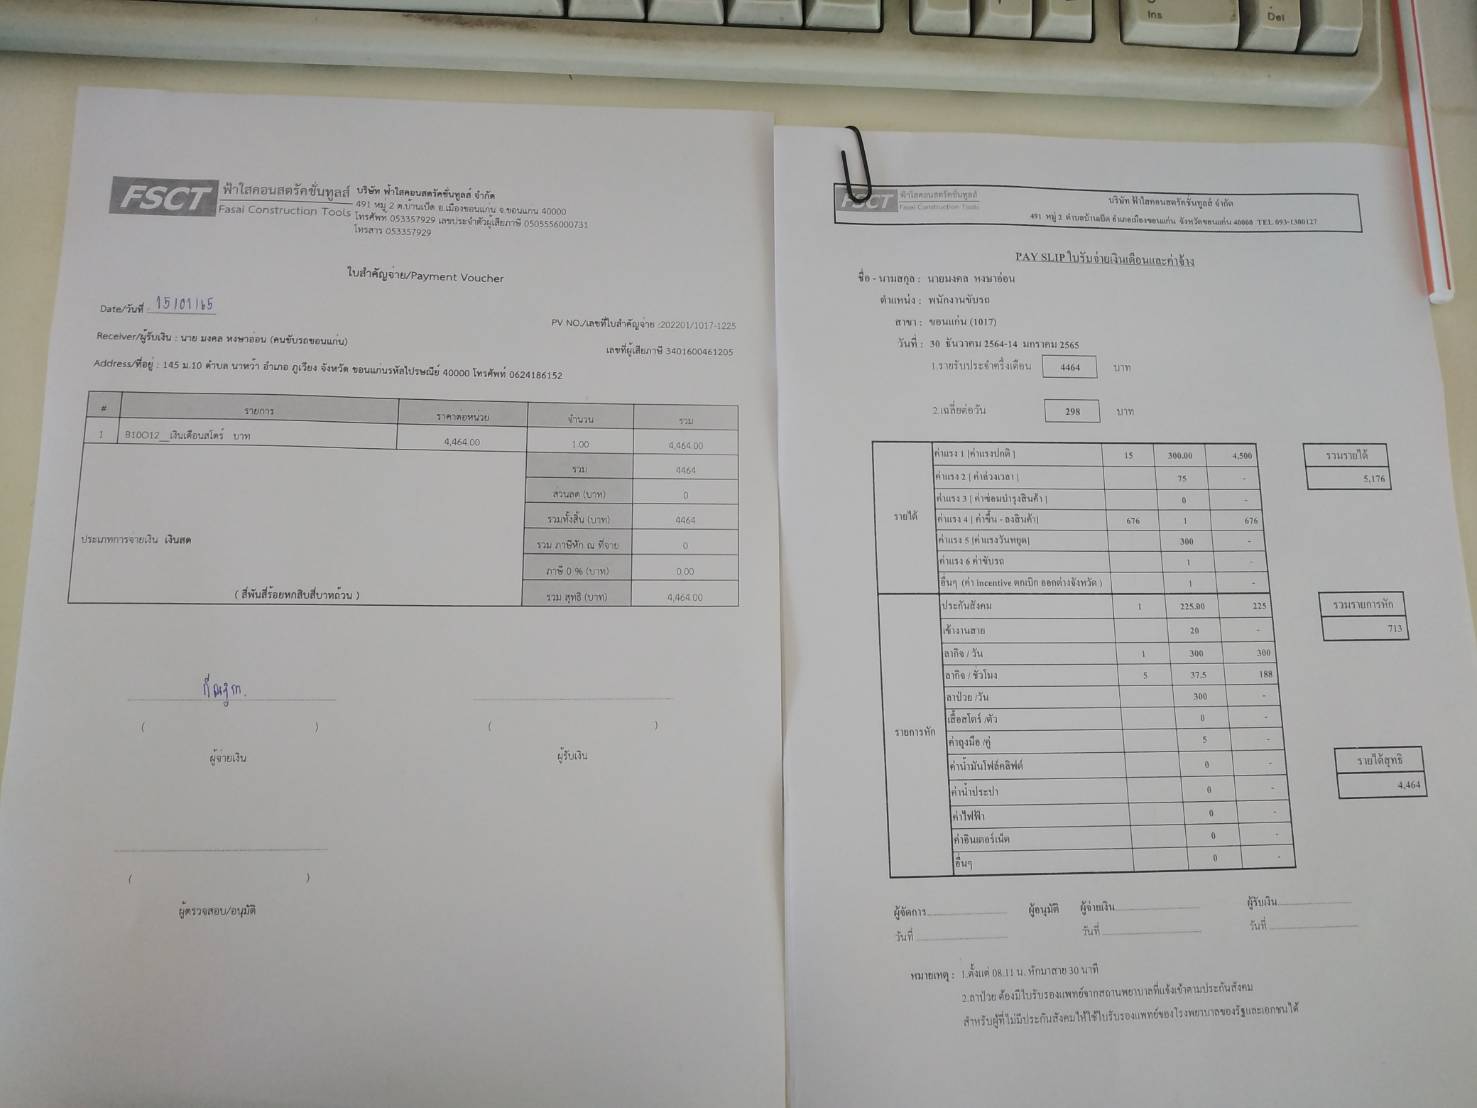 Ins
Del
FSCT
ฟ้าใสคอนสตรัคชั่นทูลส์
Fasai Construction Tools
บริษัท ฟ้าใสคอนสตรัคชั่นทูลส์ จำกัด
491 หมู่ 2 ต.บ้านเป็ด อ.เมืองขอนแก่น จ.ขอนแก่น 40000
โทรศัพท์ 053357929 เลขประจำตัวผู้เสียภาษี 0505556000731
โทรสาร 053357929
ใบสำคัญจ่าย/Payment Voucher
Date/วันที่ : 15/01/65
PV NO./เลขที่ใบสำคัญจ่าย :202201/1017-1225
Receiver/ผู้รับเงิน : นาย มงคล หงษาอ่อน (คนขับรถขอนแก่น)
เลขที่ผู้เสียภาษี 3401600461205
Address/ที่อยู่ : 145 ม.10 ตำบล นาหว้า อำเภอ ภูเวียง จังหวัด ขอนแก่นรหัสไปรษณีย์ 40000 โทรศัพท์ 0624186152
# รายการ ราคาต่อหน่วย จำนวน รวม
1 B10O12__เงินเดือนสโตร์ บาท 4,464.00 1.00 4,464.00
รวม 4464
ส่วนลด (บาท) 0
รวมทั้งสิ้น (บาท) 4464
ประเภทการจ่ายเงิน เงินสด
รวม ภาษีหัก ณ ที่จ่าย 0
ภาษี 0 % (บาท) 0.00
( สี่พันสี่ร้อยหกสิบสี่บาทถ้วน )
รวม สุทธิ (บาท) 4,464.00
( )
( )
ผู้จ่ายเงิน
ผู้รับเงิน
( )
ผู้ตรวจสอบ/อนุมัติ
FSCT
ฟ้าใสคอนสตรัคชั่นทูลส์
Fasai Construction Tools
บริษัท ฟ้าใสคอนสตรัคชั่นทูลส์ จำกัด
491 หมู่ 2 ตำบลบ้านเป็ด อำเภอเมืองขอนแก่น จังหวัดขอนแก่น 40000 TEL 093-1300127
PAY SLIP ใบรับจ่ายเงินเดือนและค่าจ้าง
ชื่อ - นามสกุล : นายมงคล หงษาอ่อน
ตำแหน่ง : พนักงานขับรถ
สาขา : ขอนแก่น (1017)
วันที่ : 30 ธันวาคม 2564-14 มกราคม 2565
1.รายรับประจำครึ่งเดือน 4464 บาท
2.เฉลี่ยต่อวัน 298 บาท
รายได้
ค่าแรง 1 [ค่าแรงปกติ ] 15 300.00 4,500
ค่าแรง 2 [ ค่าล่วงเวลา ] 75 -
ค่าแรง 3 [ ค่าซ่อมบำรุงสินค้า ] 0 -
ค่าแรง 4 [ ค่าขึ้น - ลงสินค้า] 676 1 676
ค่าแรง 5 [ค่าแรงวันหยุด] 300 -
ค่าแรง 6 ค่าขับรถ 1 -
อื่นๆ (ค่า incentive ตกเบิก ออกต่างจังหวัด ) 1 -
รวมรายได้
5,176
รายการหัก
ประกันสังคม 1 225.00 225
เข้างานสาย 20 -
ลากิจ / วัน 1 300 300
ลากิจ / ชั่วโมง 5 37.5 188
ลาป่วย /วัน 300 -
เสื้อสโตร์ /ตัว 0 -
ค่าถุงมือ /คู่ 5 -
ค่าน้ำมันโฟล์คลิฟต์ 0 -
ค่าน้ำประปา 0 -
ค่าไฟฟ้า 0 -
ค่าอินเตอร์เน็ต 0 -
อื่นๆ 0 -
รวมรายการหัก
713
รายได้สุทธิ
4,464
ผู้จัดการ ผู้อนุมัติ ผู้จ่ายเงิน ผู้รับเงิน
วันที่ วันที่ วันที่
หมายเหตุ : 1.ตั้งแต่ 08.11 น. หักมาสาย 30 นาที
2.ลาป่วย ต้องมีใบรับรองแพทย์จากสถานพยาบาลที่แจ้งเข้าตามประกันสังคม
สำหรับผู้ที่ไม่มีประกันสังคมให้ใช้ใบรับรองแพทย์ของโรงพยาบาลของรัฐและเอกชนได้